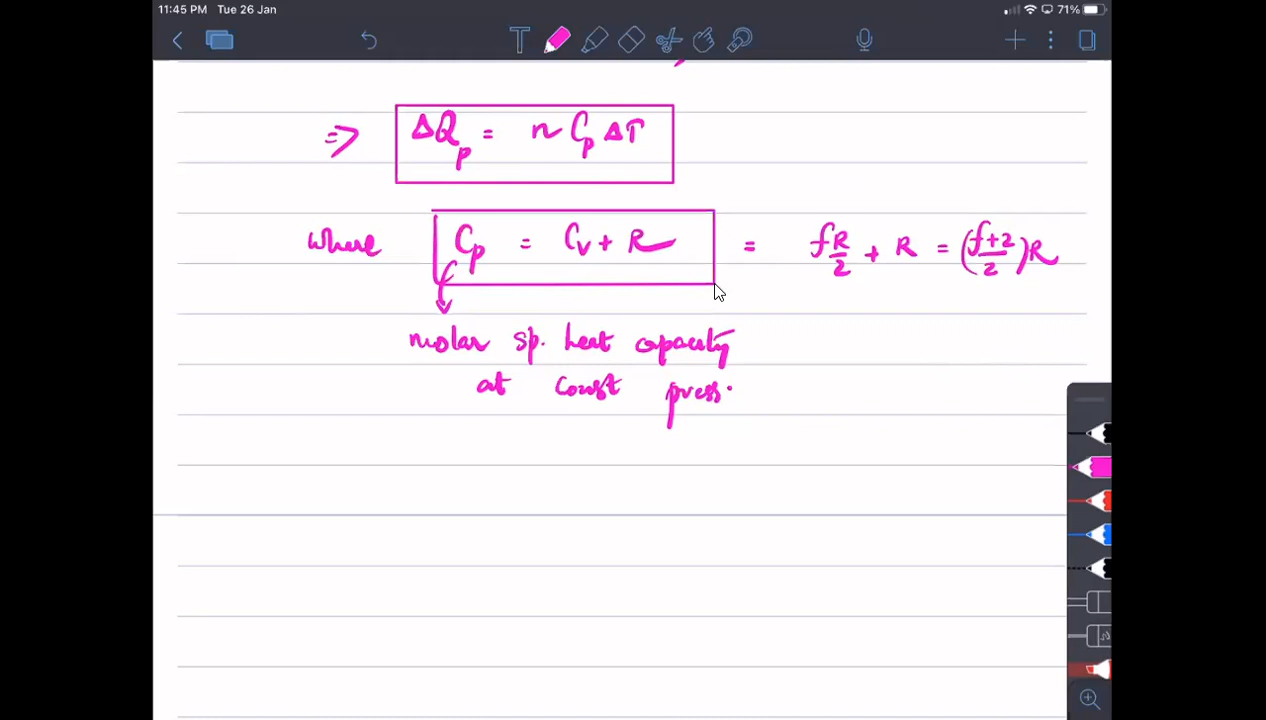 11:45 PM Tue 26 Jan 71%
T
⇒ ΔQp = n Cp ΔT
where Cp = Cv + R = fR/2 + R = (f+2/2)R
molar sp. heat capacity
at const press.